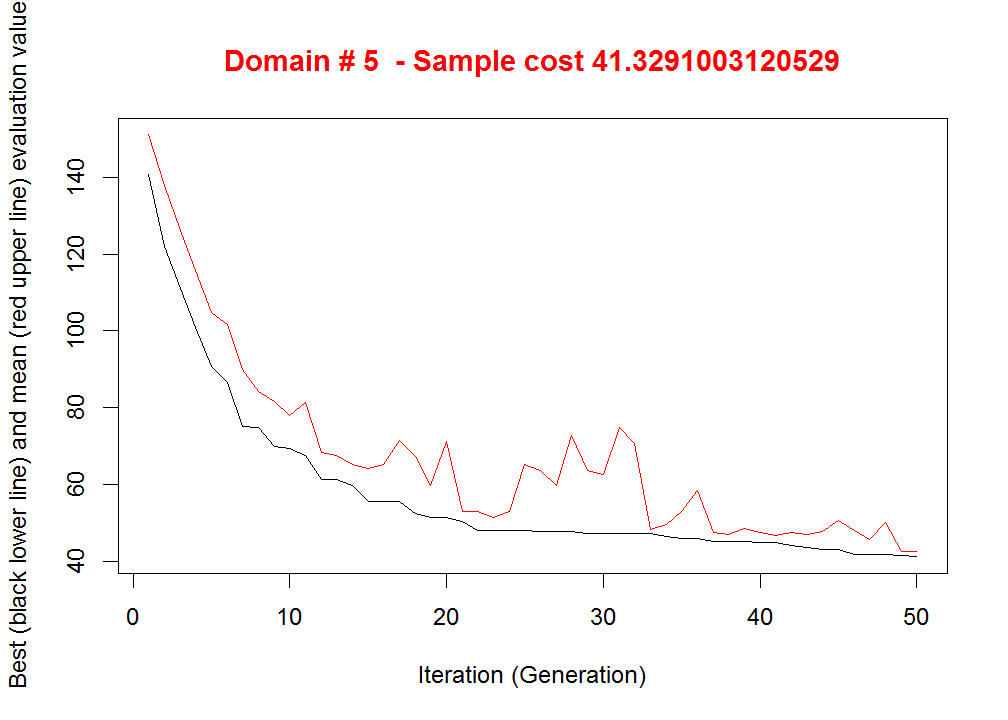 Domain # 5  - Sample cost 41.3291003120529
Best (black lower line) and mean (red upper line) evaluation value
140
120
100
80
60
40
0 10 20 30 40 50
Iteration (Generation)